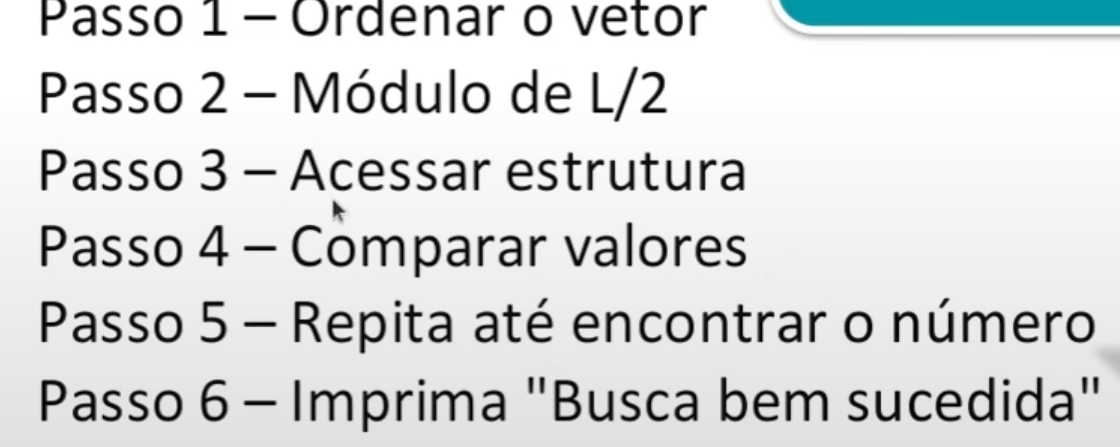 Passo 1 – Ordenar o vetor
Passo 2 – Módulo de L/2
Passo 3 – Acessar estrutura
Passo 4 – Comparar valores
Passo 5 – Repita até encontrar o número
Passo 6 – Imprima "Busca bem sucedida"